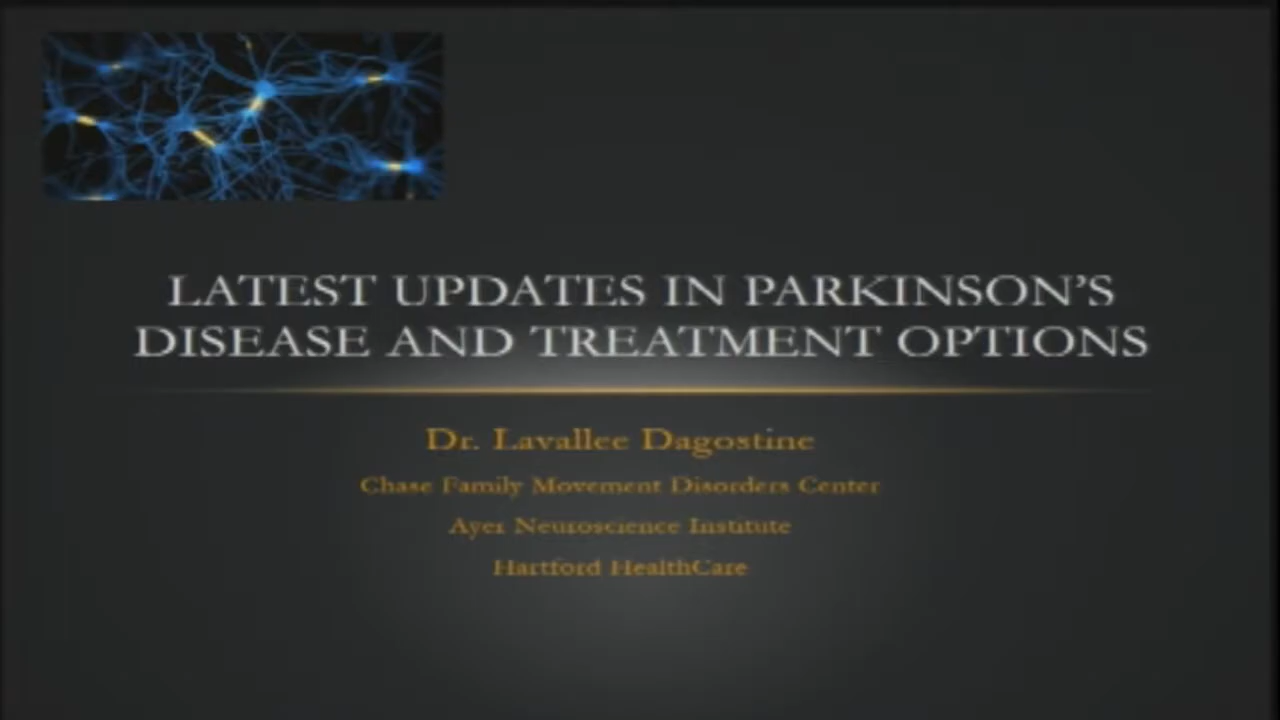 LATEST UPDATES IN PARKINSON'S
DISEASE AND TREATMENT OPTIONS
Dr. Lavallee Dagostine
Chase Family Movement Disorders Center
Ayer Neuroscience Institute
Hartford HealthCare